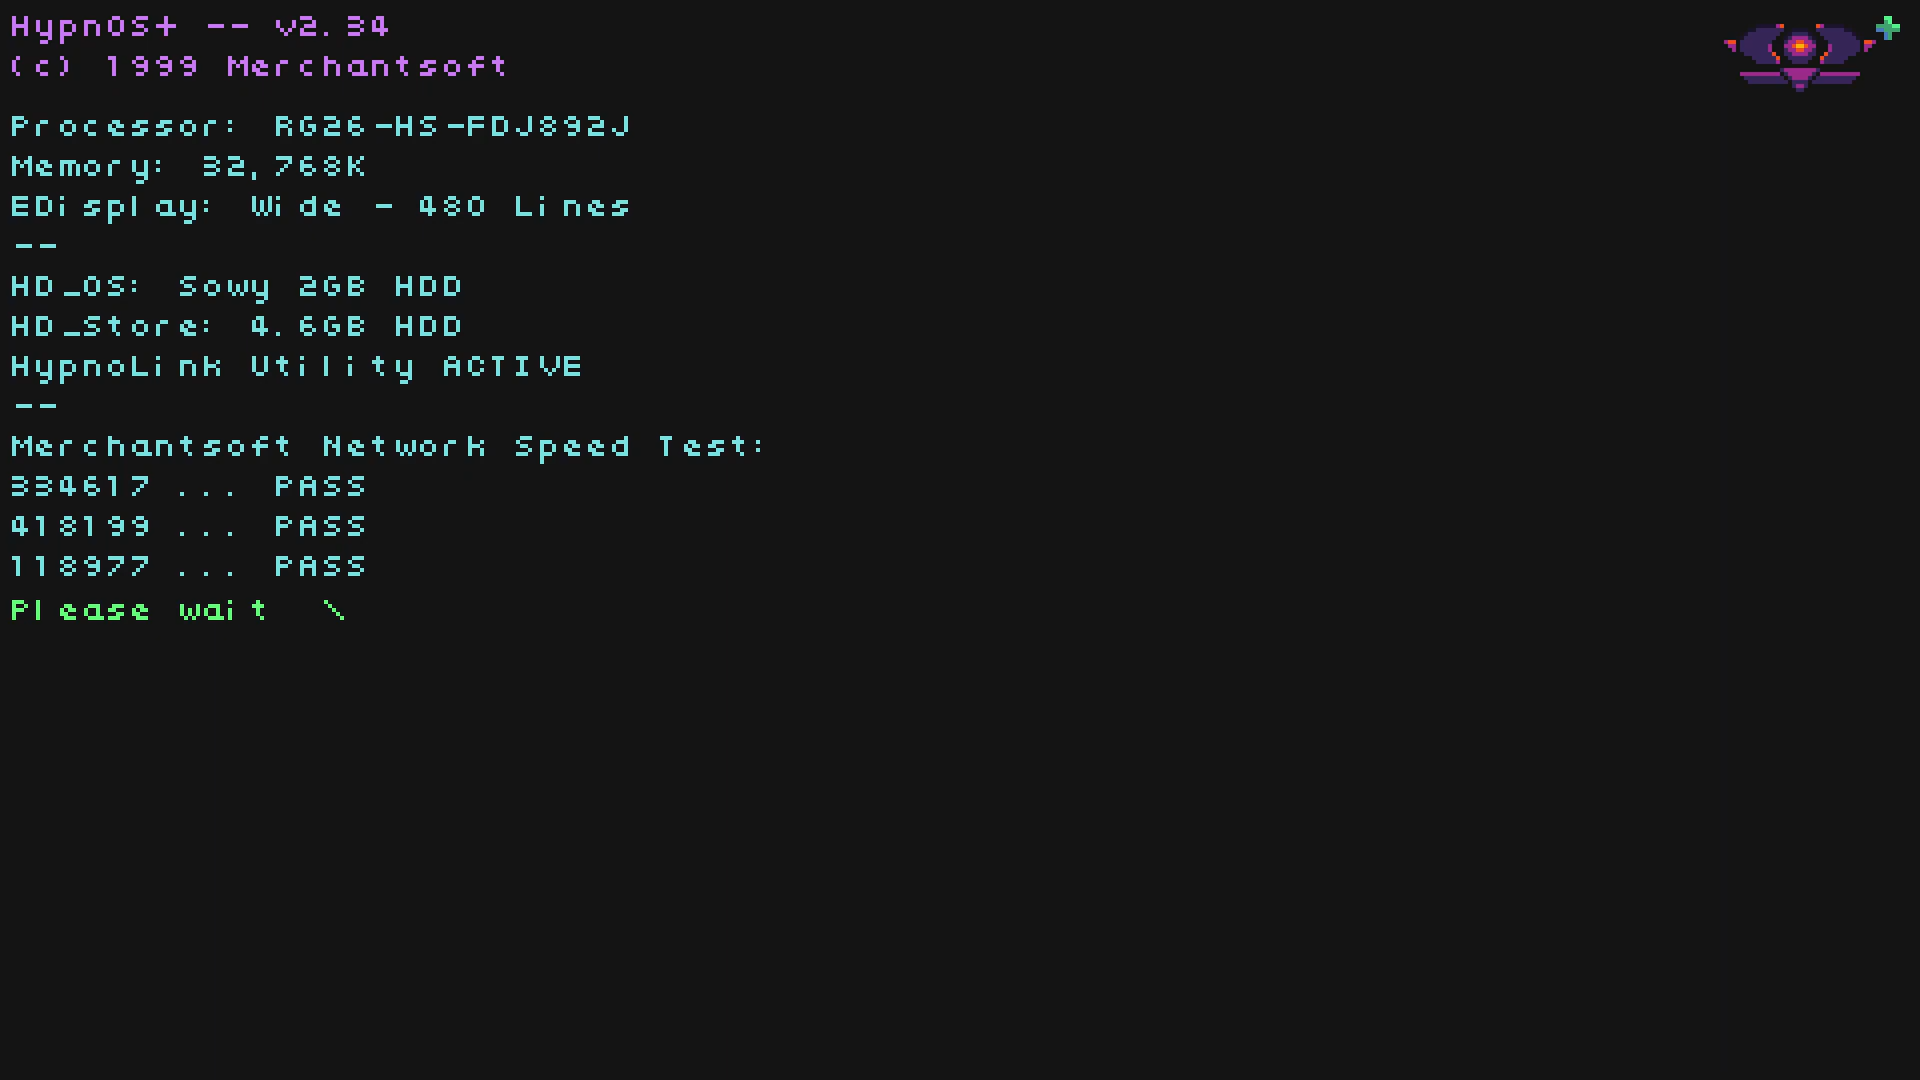 HypnOS+ -- v2.34
(c) 1999 Merchantsoft
Processor: RG26-HS-FDJ892J
Memory: 32,768K
EDisplay: Wide - 480 Lines
--
HD_OS: Sowy 2GB HDD
HD_Store: 4.6GB HDD
HypnoLink Utility ACTIVE
--
Merchantsoft Network Speed Test:
334617 ... PASS
418199 ... PASS
118977 ... PASS
Please wait \